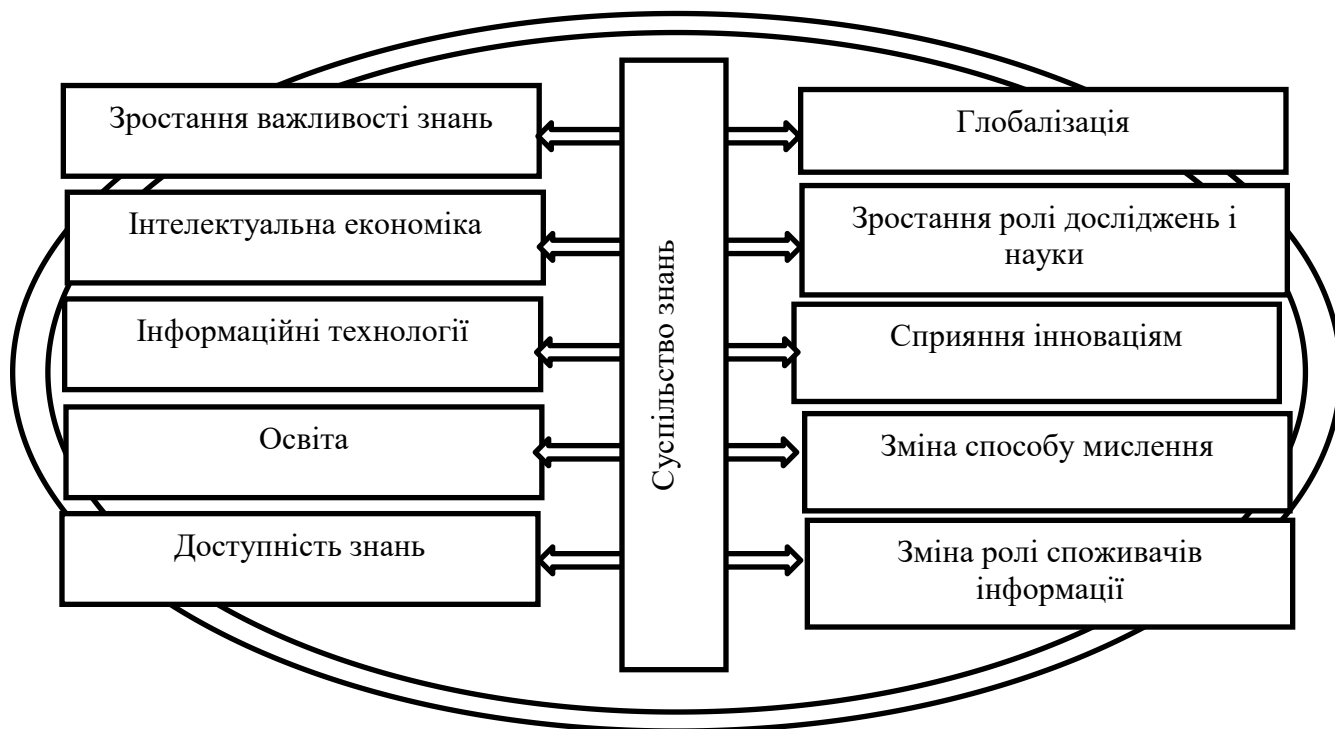 Зростання важливості знань
Інтелектуальна економіка
Інформаційні технології
Освіта
Доступність знань
Суспільство знань
Глобалізація
Зростання ролі досліджень і
науки
Сприяння інноваціям
Зміна способу мислення
Зміна ролі споживачів
інформації